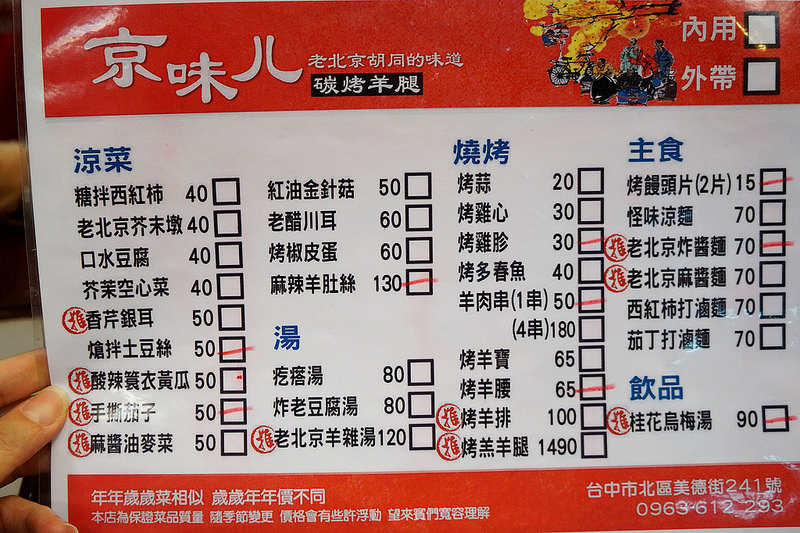 京味儿
老北京胡同的味道
碳烤羊腿
內用
外帶
涼菜
糖拌西紅柿 40
老北京芥末墩 40
口水豆腐 40
芥茉空心菜 40
推 香芹銀耳 50
熗拌土豆絲 50
推 酸辣簑衣黃瓜 50
推 手撕茄子 50
推 麻醬油麥菜 50
紅油金針菇 50
老醋川耳 60
烤椒皮蛋 60
麻辣羊肚絲 130
湯
疙瘩湯 80
炸老豆腐湯 80
推 老北京羊雜湯 120
燒烤
烤蒜 20
烤雞心 30
烤雞胗 30
烤多春魚 40
羊肉串(1串) 50
(4串)180
烤羊寶 65
烤羊腰 65
推 烤羊排 100
推 烤羔羊腿 1490
主食
烤饅頭片(2片) 15
怪味涼麵 70
推 老北京炸醬麵 70
推 老北京麻醬麵 70
西紅柿打滷麵 70
茄丁打滷麵 70
飲品
推 桂花烏梅湯 90
年年歲歲菜相似 歲歲年年價不同
本店為保證菜品質量 隨季節變更 價格會有些許浮動 望來賓們寬容理解
台中市北區美德街241號
0963 612 293